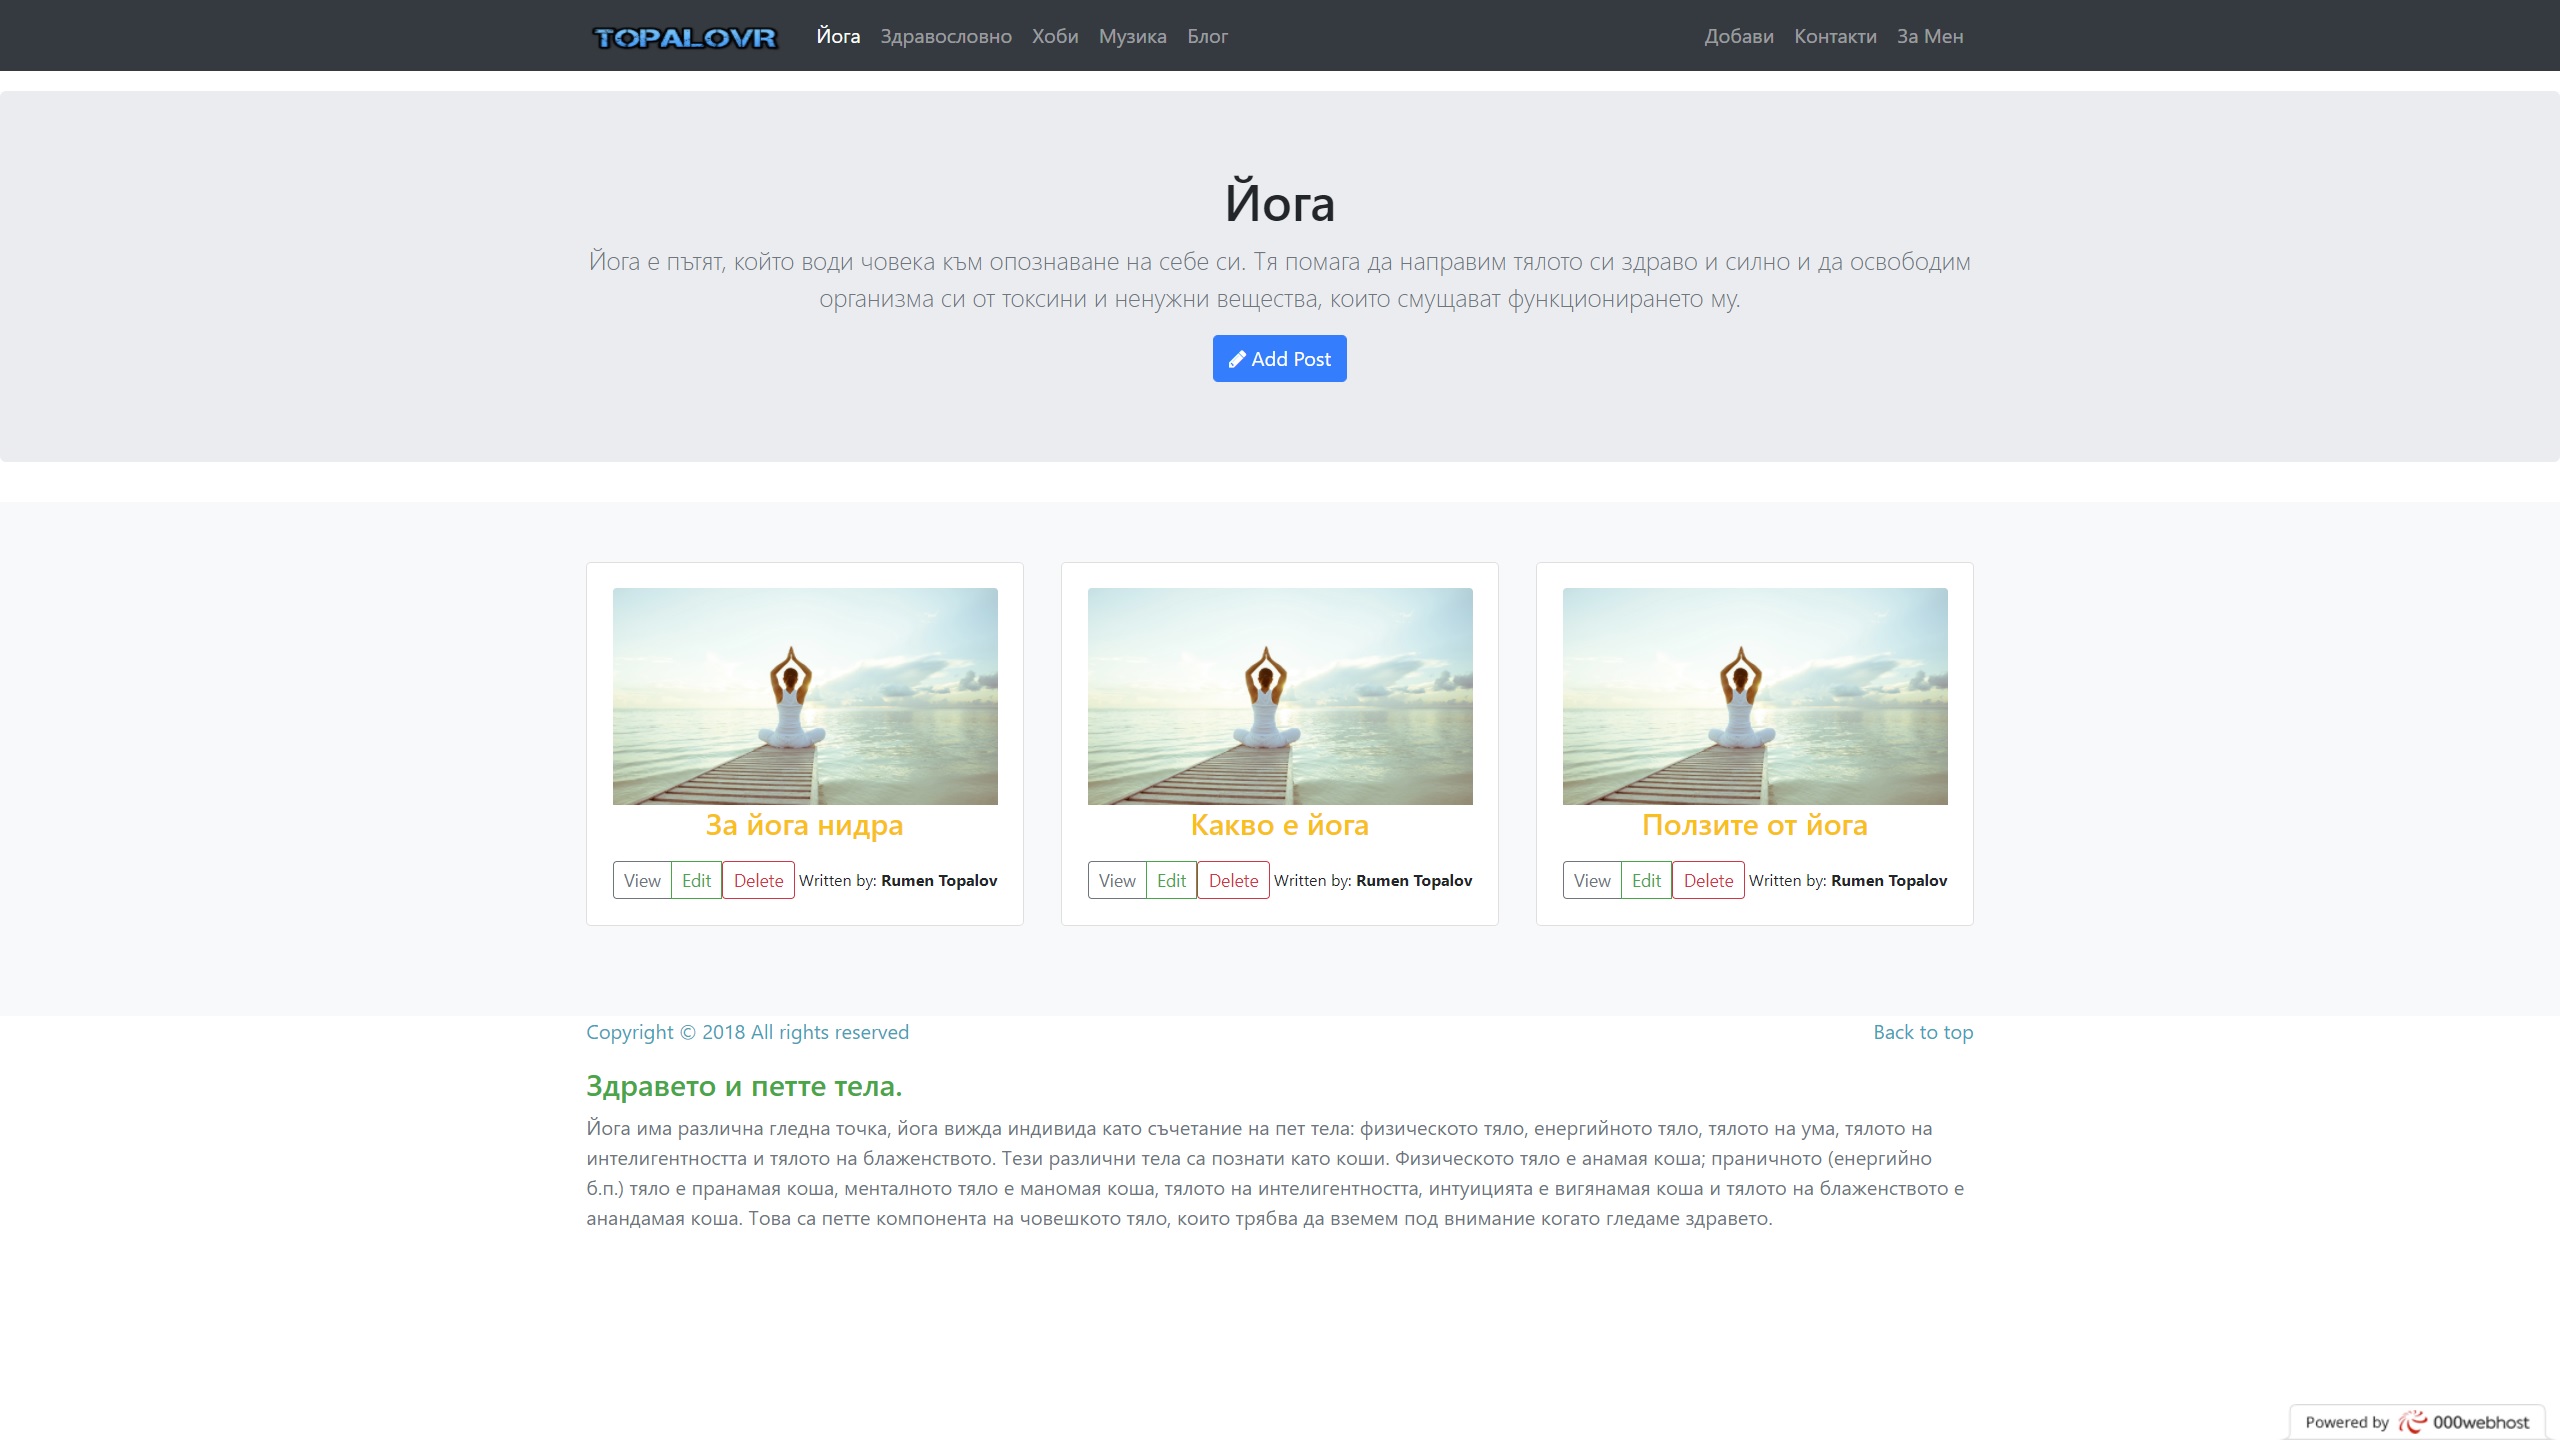 TOPALOVR Йога Здравословно Хоби Музика Блог Добави Контакти За Мен
Йога
Йога е пътят, който води човека към опознаване на себе си. Тя помага да направим тялото си здраво и силно и да освободим
организма си от токсини и ненужни вещества, които смущават функционирането му.
Add Post
За йога нидра
View Edit Delete Written by: Rumen Topalov
Какво е йога
View Edit Delete Written by: Rumen Topalov
Ползите от йога
View Edit Delete Written by: Rumen Topalov
Copyright © 2018 All rights reserved
Back to top
Здравето и петте тела.
Йога има различна гледна точка, йога вижда индивида като съчетание на пет тела: физическото тяло, енергийното тяло, тялото на ума, тялото на
интелигентността и тялото на блаженството. Тези различни тела са познати като коши. Физическото тяло е анамая коша; праничното (енергийно
б.п.) тяло е пранамая коша, менталното тяло е маномая коша, тялото на интелигентността, интуицията е вигянамая коша и тялото на блаженството е
анандамая коша. Това са петте компонента на човешкото тяло, които трябва да вземем под внимание когато гледаме здравето.
Powered by 000webhost